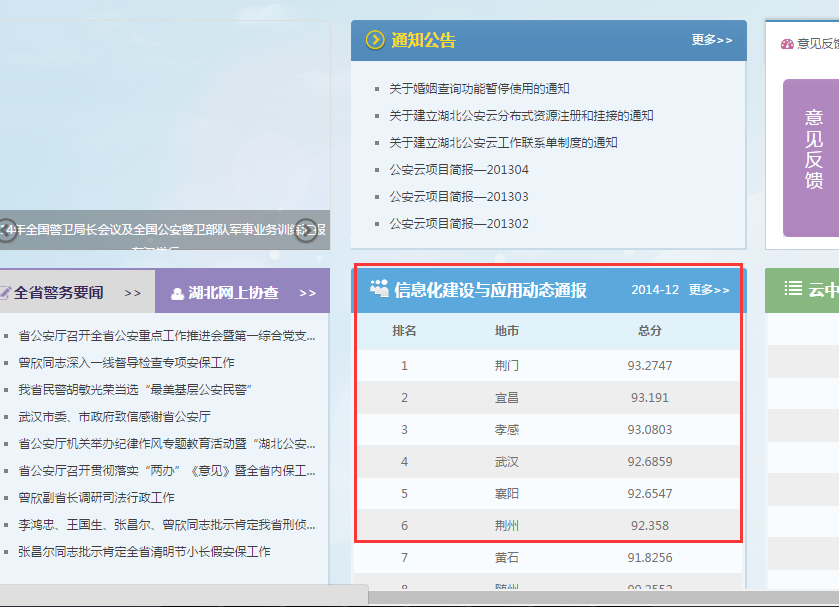 通知公告 更多>>
关于婚姻查询功能暂停使用的通知
关于建立湖北公安云分布式资源注册和挂接的通知
关于建立湖北公安云工作联系单制度的通知
公安云项目简报—201304
公安云项目简报—201303
公安云项目简报—201302
意见反馈
意见反馈
4年全国警卫局长会议及全国公安警卫部队军事业务训练汇报
全省警务要闻 >>
湖北网上协查 >>
省公安厅召开全省公安重点工作推进会暨第一综合党支...
曾欣同志深入一线督导检查专项安保工作
我省民警胡敏光荣当选“最美基层公安民警”
武汉市委、市政府致信感谢省公安厅
省公安厅机关举办纪律作风专题教育活动暨“湖北公安...
省公安厅召开贯彻落实“两办”《意见》暨全省内保工...
曾欣副省长调研司法行政工作
李鸿忠、王国生、张昌尔、曾欣同志批示肯定我省刑侦...
张昌尔同志批示肯定全省清明节小长假安保工作
信息化建设与应用动态通报 2014-12 更多>>
排名 地市 总分
1 荆门 93.2747
2 宜昌 93.191
3 孝感 93.0803
4 武汉 92.6859
5 襄阳 92.6547
6 荆州 92.358
7 黄石 91.8256
8 随州 90.2552
云中